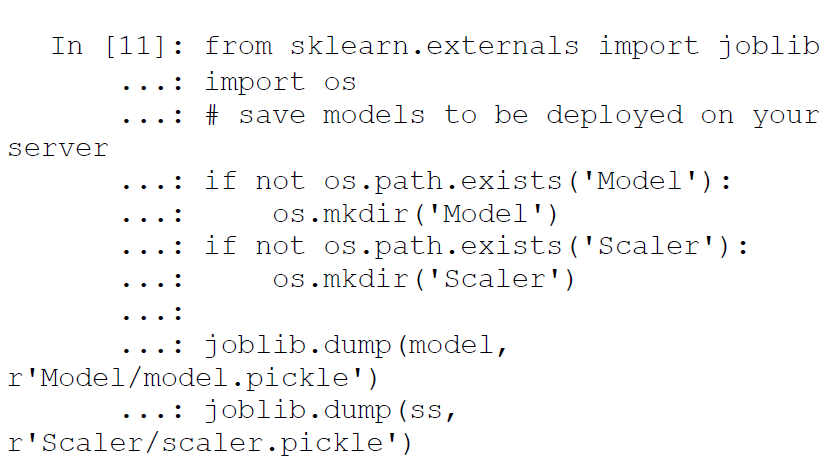 In [11]: from sklearn.externals import joblib
...: import os
...: # save models to be deployed on your
server
...: if not os.path.exists('Model'):
...:     os.mkdir('Model')
...: if not os.path.exists('Scaler'):
...:     os.mkdir('Scaler')
...:
...: joblib.dump(model,
r'Model/model.pickle')
...: joblib.dump(ss,
r'Scaler/scaler.pickle')